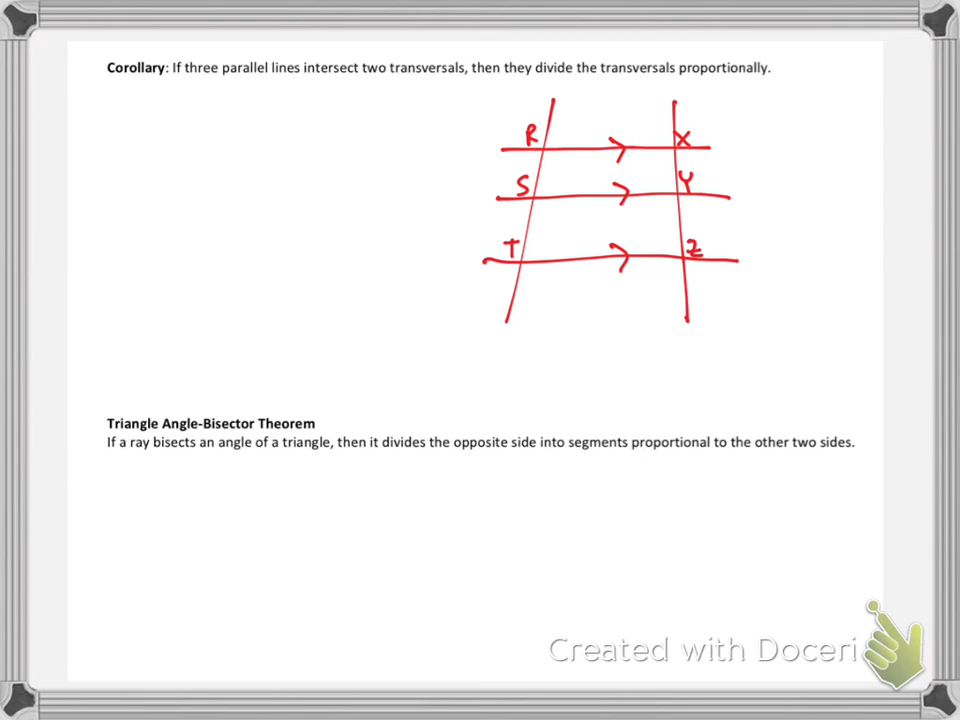 Corollary: If three parallel lines intersect two transversals, then they divide the transversals proportionally.
R X
S Y
T Z
Triangle Angle-Bisector Theorem
If a ray bisects an angle of a triangle, then it divides the opposite side into segments proportional to the other two sides.
Created with Doceri